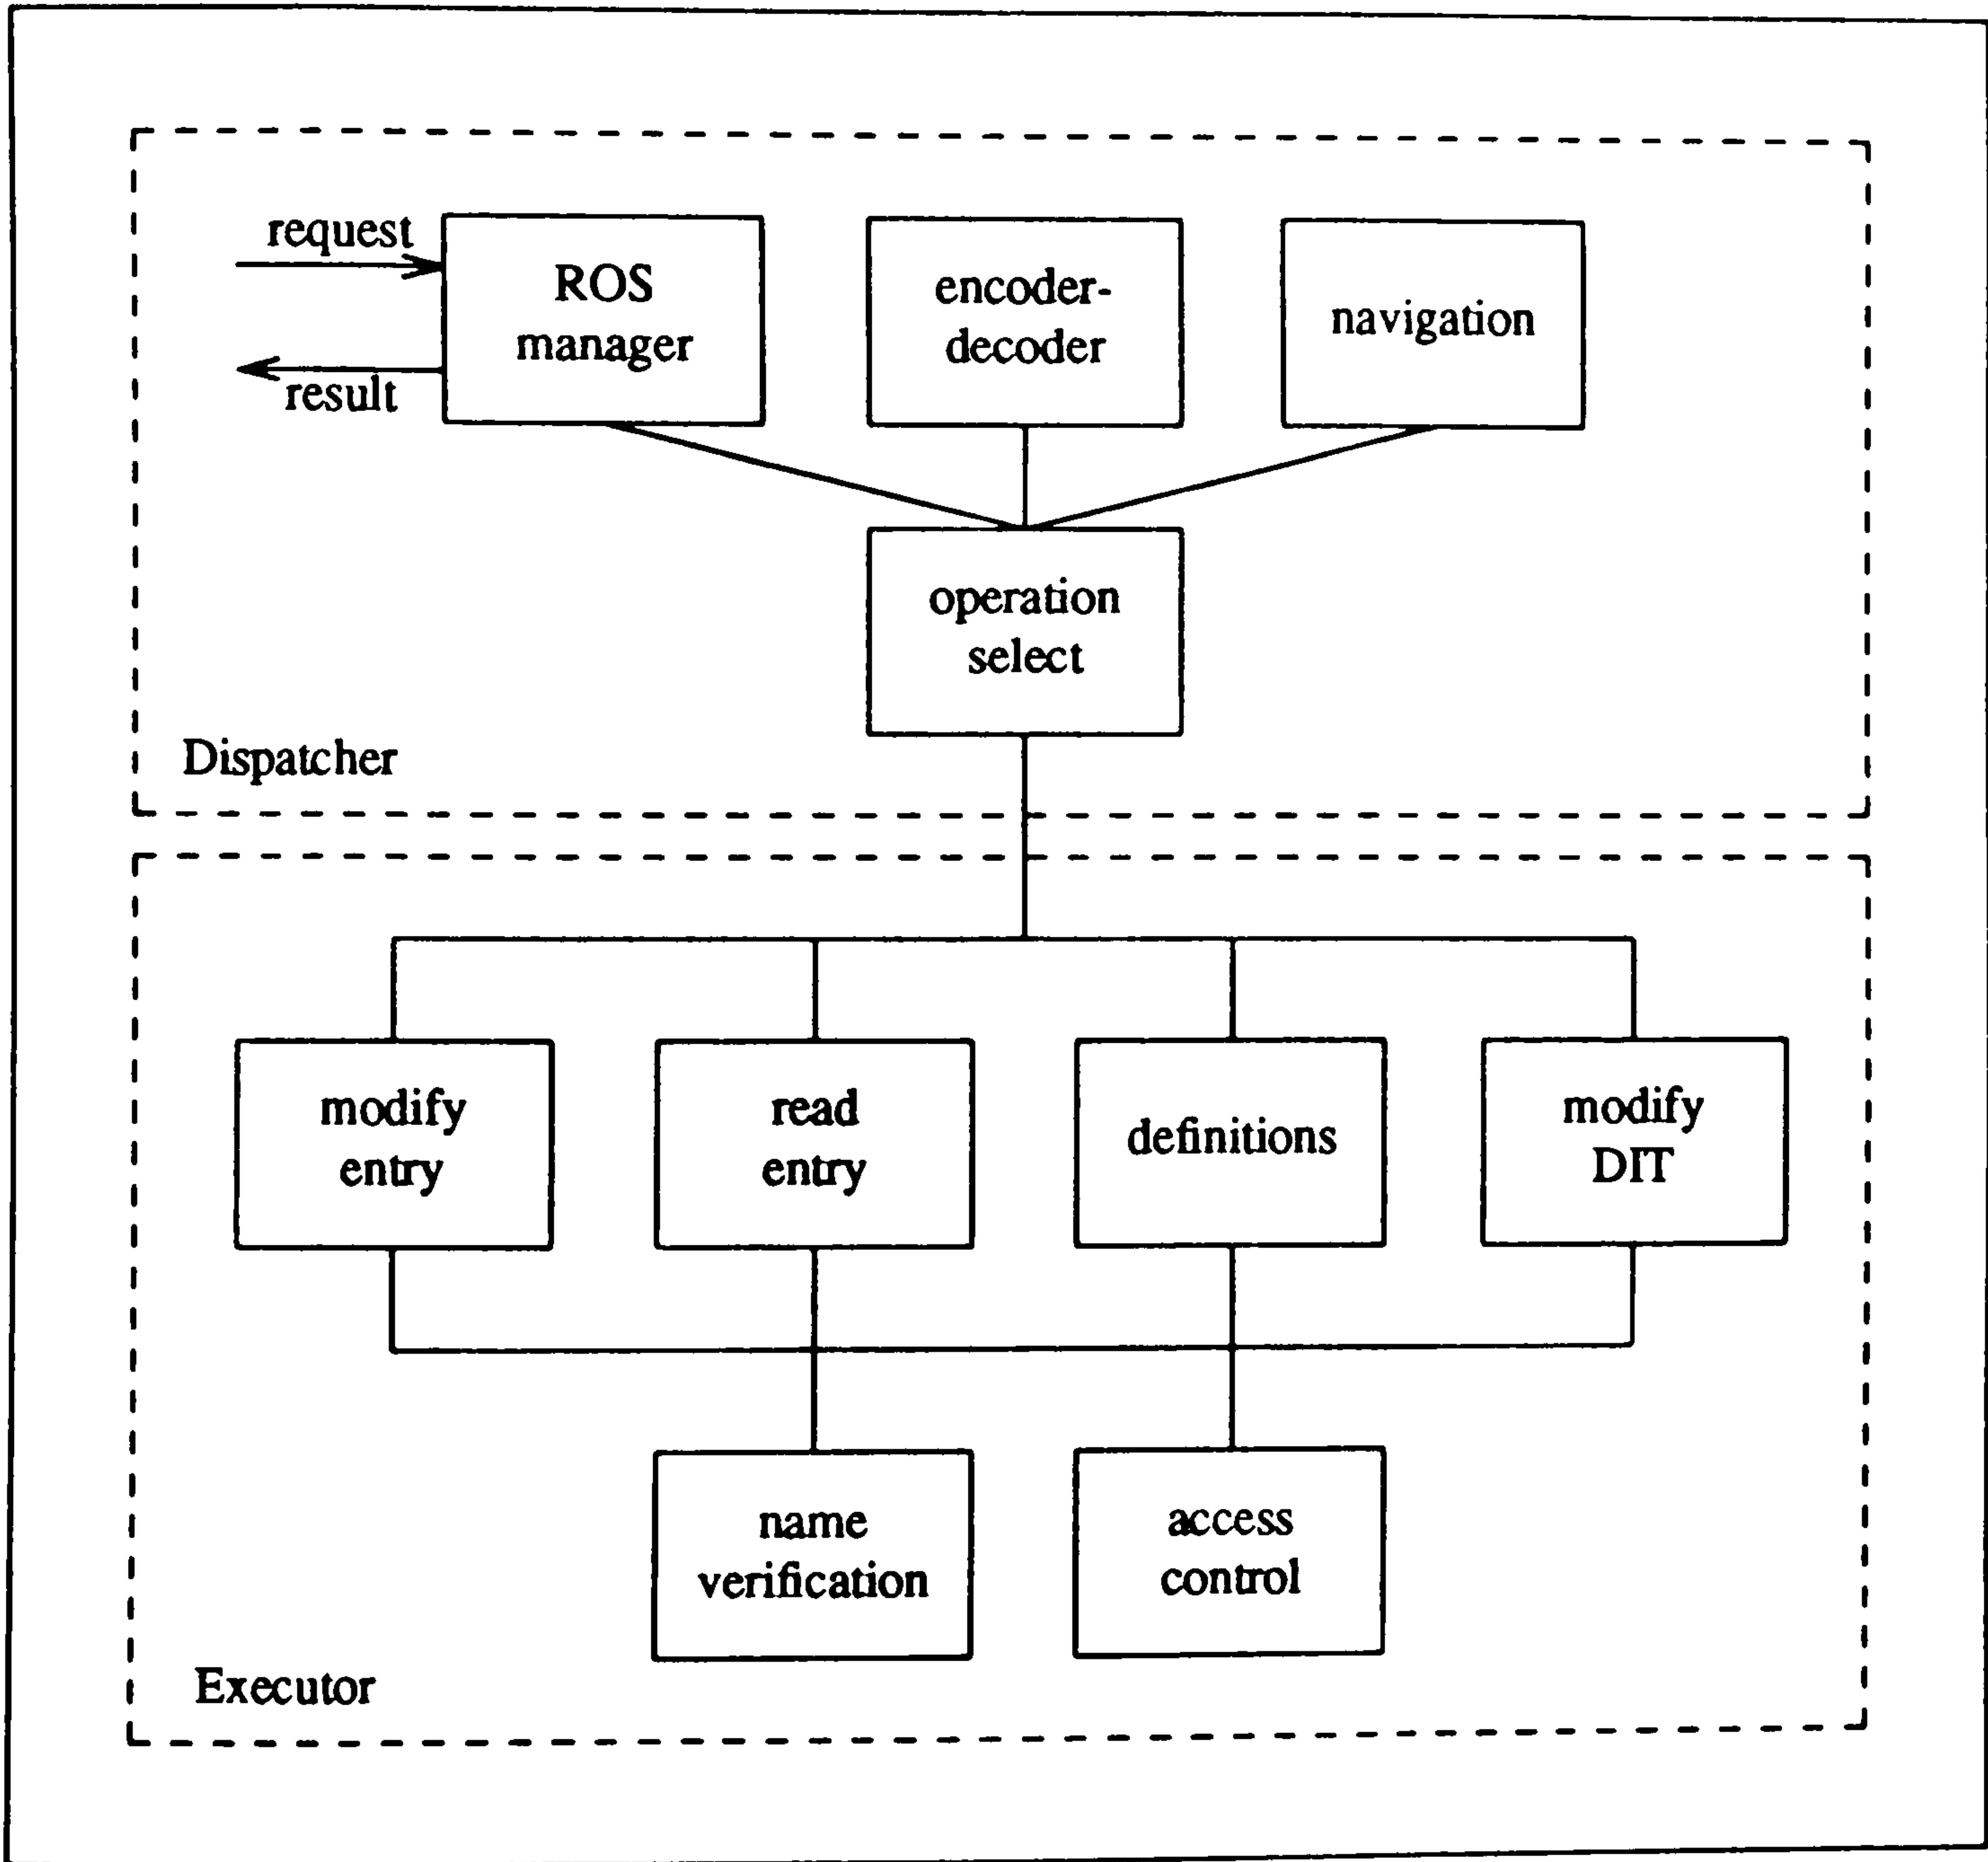 request
result
ROS
manager
encoder-
decoder
navigation
operation
select
Dispatcher
modify
entry
read
entry
definitions
modify
DIT
name
verification
access
control
Executor